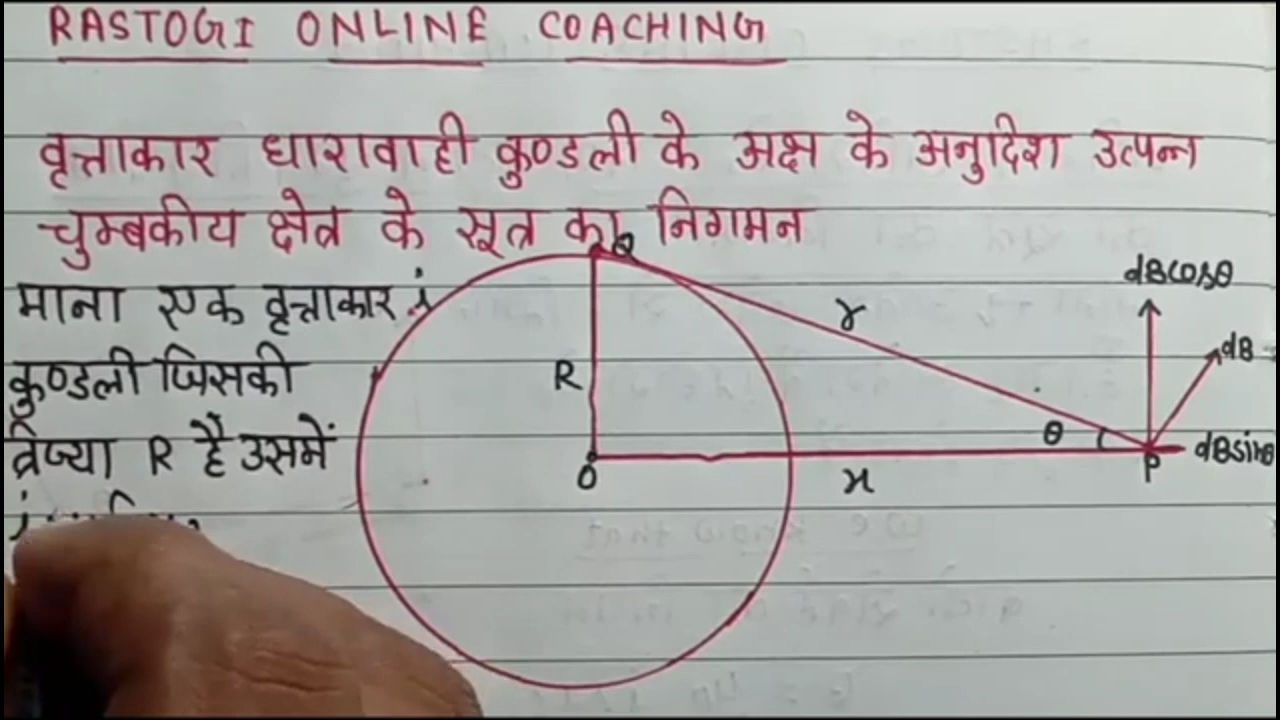 RASTOGI ONLINE COACHING
वृत्ताकार धारावाही कुण्डली के अक्ष के अनुदिश उत्पन्न
चुम्बकीय क्षेत्र के सूत्र का निगमन
माना एक वृत्ताकार
कुण्डली जिसकी
त्रिज्या R है उसमें
i
Q
R
O
r
x
θ
P
dBcosθ
dB
dBsinθ